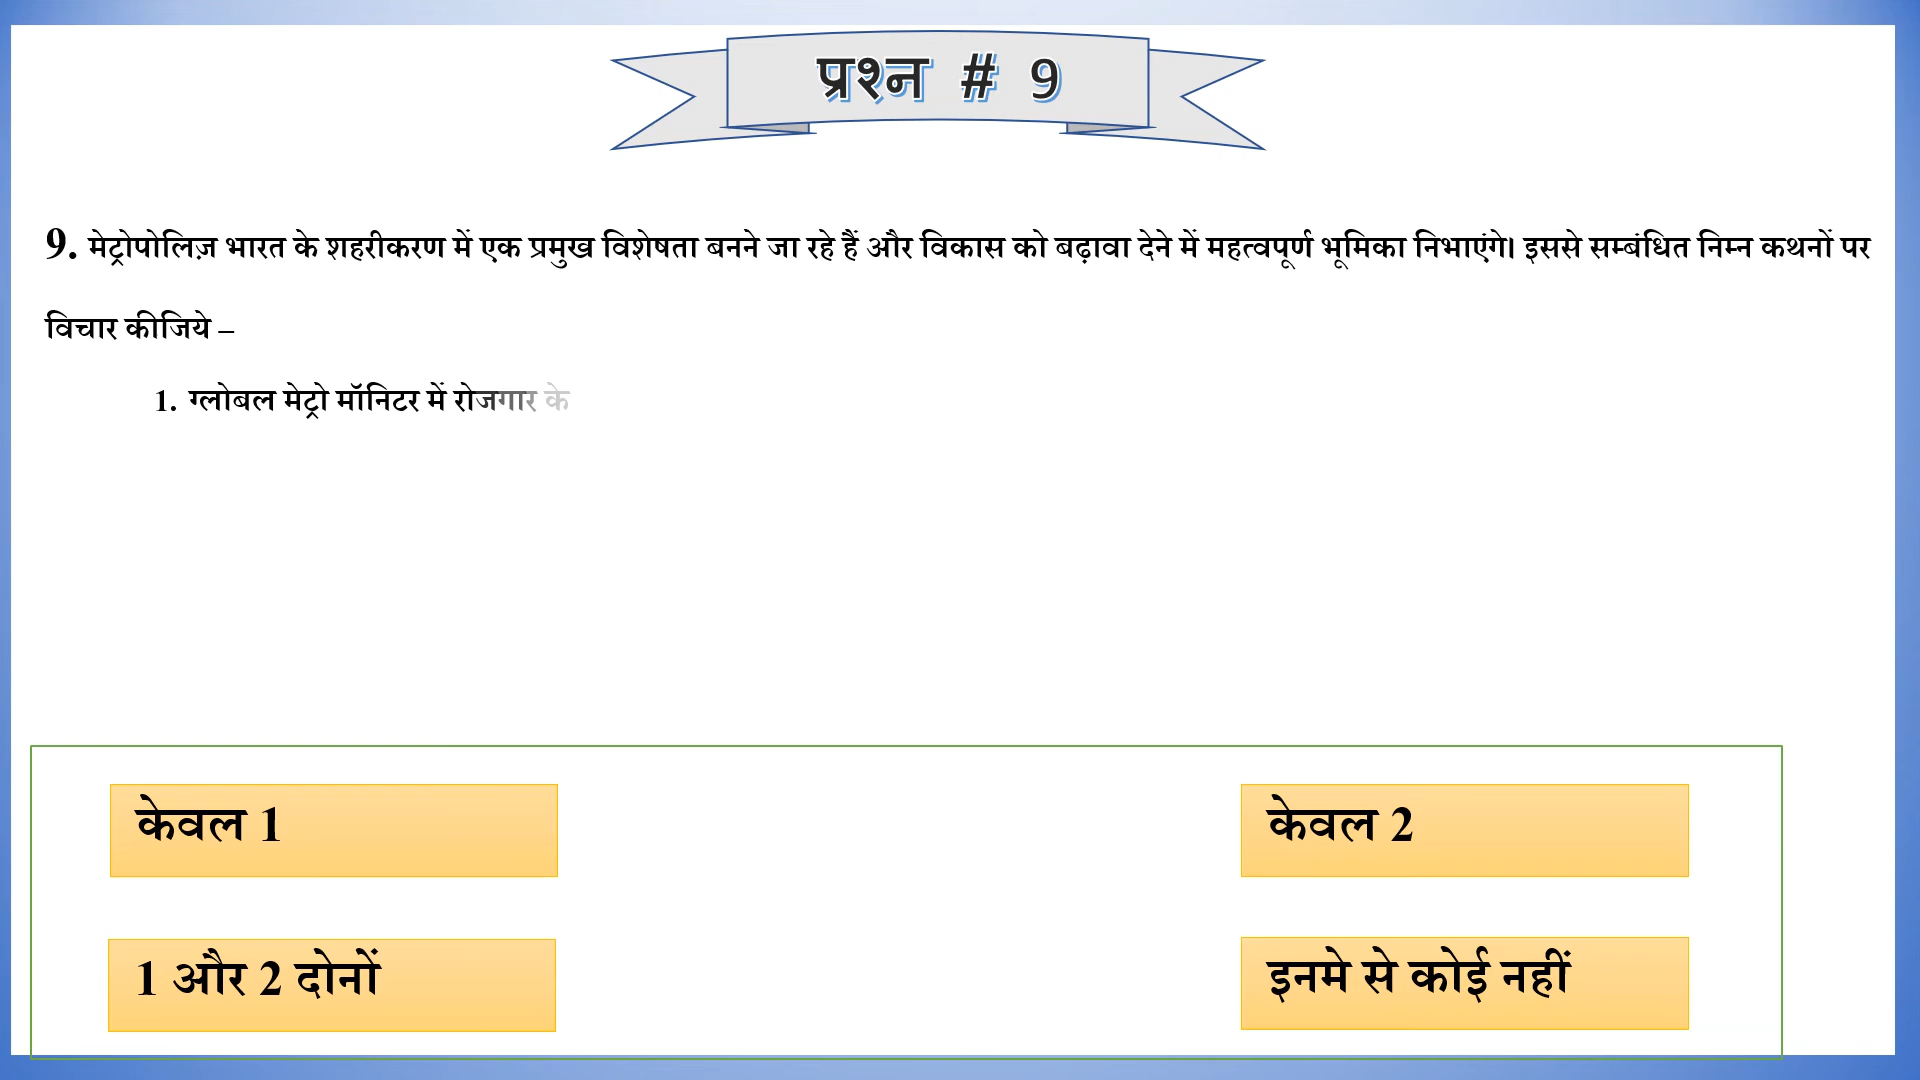 प्रश्न # 9
9. मेट्रोपोलिज़ भारत के शहरीकरण में एक प्रमुख विशेषता बनने जा रहे हैं और विकास को बढ़ावा देने में महत्वपूर्ण भूमिका निभाएंगे। इससे सम्बंधित निम्न कथनों पर
विचार कीजिये –
1. ग्लोबल मेट्रो मॉनिटर में रोजगार के
केवल 1
केवल 2
1 और 2 दोनों
इनमे से कोई नहीं